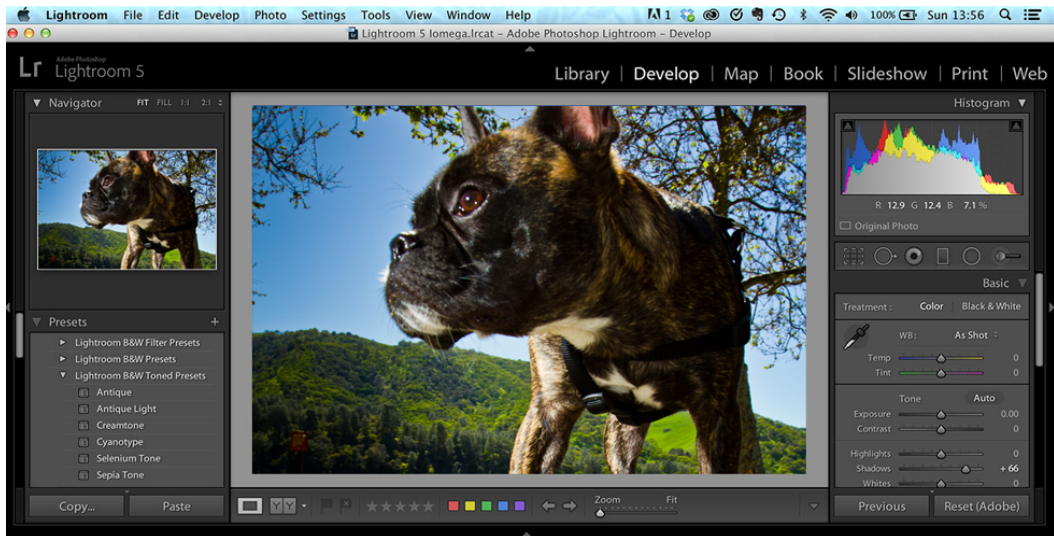 Lightroom File Edit Develop Photo Settings Tools View Window Help 1 100% Sun 13:56
Lightroom 5 Iomega.lrcat – Adobe Photoshop Lightroom – Develop
Lr Adobe Photoshop
Lightroom 5
Library | Develop | Map | Book | Slideshow | Print | Web
Navigator FIT FILL 1:1 2:1
Histogram
R 12.9 G 12.4 B 7.1 %
Original Photo
Basic
Treatment : Color Black & White
WB: As Shot
Temp 0
Tint 0
Tone Auto
Exposure 0.00
Contrast 0
Highlights 0
Shadows + 66
Whites 0
Presets +
Lightroom B&W Filter Presets
Lightroom B&W Presets
Lightroom B&W Toned Presets
Antique
Antique Light
Creamtone
Cyanotype
Selenium Tone
Sepia Tone
Copy... Paste
Y Y
Zoom Fit
Previous Reset (Adobe)